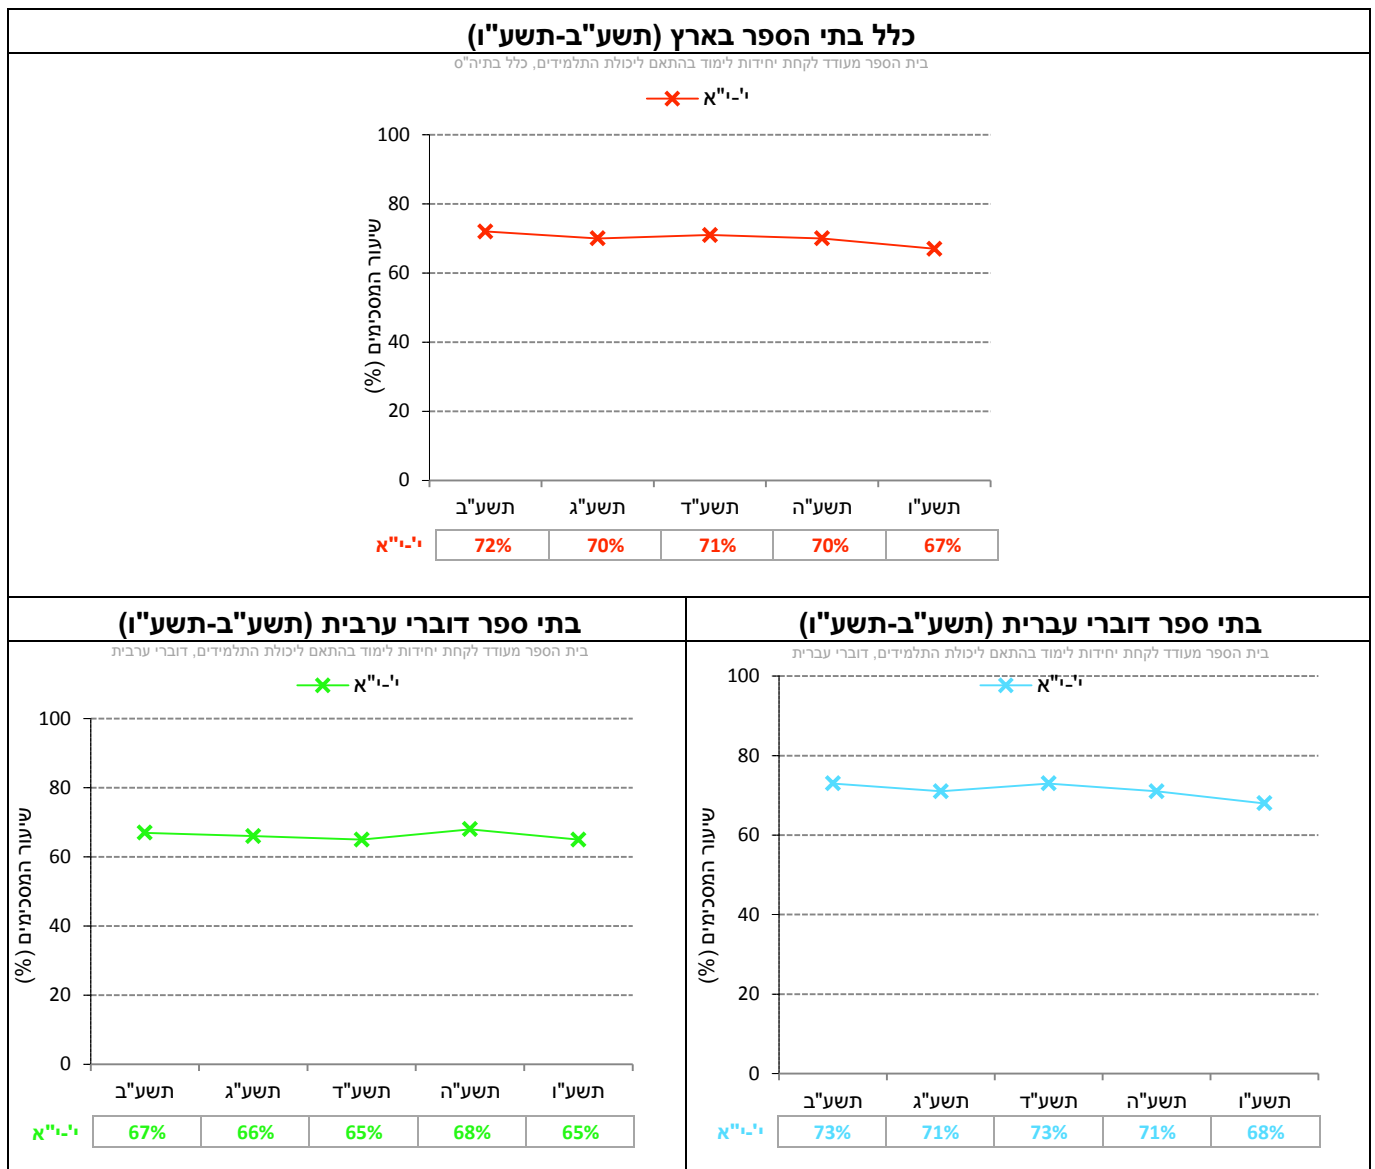 כלל בתי הספר בארץ (תשע"ב-תשע"ו)
בית הספר מעודד לקחת יחידות לימוד בהתאם ליכולת התלמידים, כלל בתיה"ס
י'-י"א
שיעור המסכימים (%)
100
80
60
40
20
0
תשע"ב תשע"ג תשע"ד תשע"ה תשע"ו
י'-י"א 72% 70% 71% 70% 67%
בתי ספר דוברי עברית (תשע"ב-תשע"ו)
בית הספר מעודד לקחת יחידות לימוד בהתאם ליכולת התלמידים, דוברי עברית
י'-י"א
שיעור המסכימים (%)
100
80
60
40
20
0
תשע"ב תשע"ג תשע"ד תשע"ה תשע"ו
י'-י"א 73% 71% 73% 71% 68%
בתי ספר דוברי ערבית (תשע"ב-תשע"ו)
בית הספר מעודד לקחת יחידות לימוד בהתאם ליכולת התלמידים, דוברי ערבית
י'-י"א
שיעור המסכימים (%)
100
80
60
40
20
0
תשע"ב תשע"ג תשע"ד תשע"ה תשע"ו
י'-י"א 67% 66% 65% 68% 65%